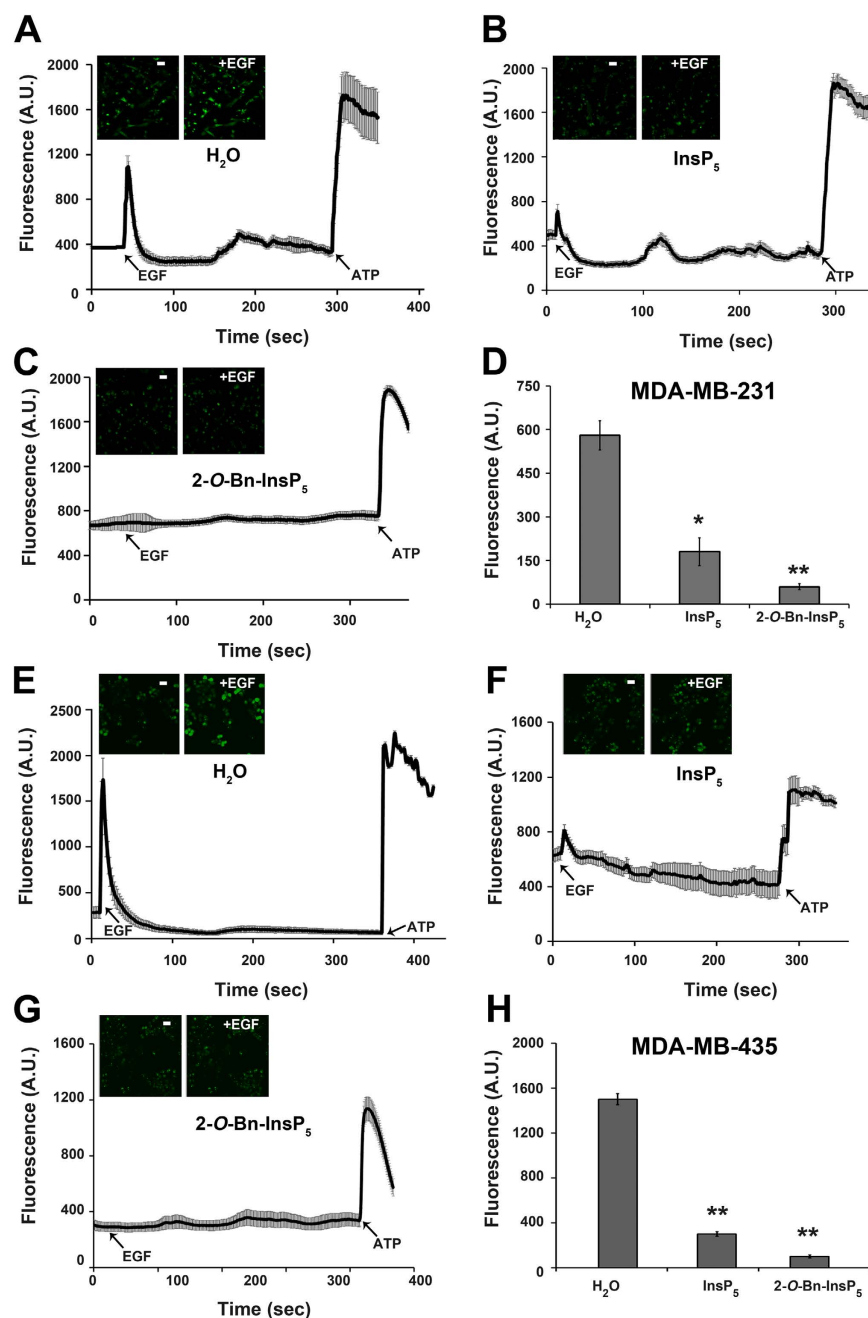 A
Fluorescence (A.U.)
2000
1600
1200
800
400
0
+EGF
H₂O
EGF
ATP
0 100 200 300 400
Time (sec)
B
Fluorescence (A.U.)
2000
1600
1200
800
400
0
+EGF
InsP₅
EGF
ATP
0 100 200 300
Time (sec)
C
Fluorescence (A.U.)
2000
1600
1200
800
400
0
+EGF
2-O-Bn-InsP₅
EGF
ATP
0 100 200 300
Time (sec)
D
MDA-MB-231
Fluorescence (A.U.)
750
600
450
300
150
0
*
**
H₂O InsP₅ 2-O-Bn-InsP₅
E
Fluorescence (A.U.)
2500
2000
1500
1000
500
0
+EGF
H₂O
EGF
ATP
0 100 200 300 400
Time (sec)
F
Fluorescence (A.U.)
1600
1200
800
400
0
+EGF
InsP₅
EGF
ATP
0 100 200 300
Time (sec)
G
Fluorescence (A.U.)
1600
1200
800
400
0
+EGF
2-O-Bn-InsP₅
EGF
ATP
0 100 200 300 400 500
Time (sec)
H
MDA-MB-435
Fluorescence (A.U.)
2000
1600
1200
800
400
0
**
**
H₂O InsP₅ 2-O-Bn-InsP₅